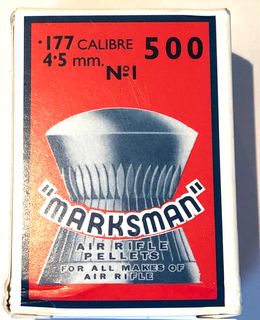 ·177 CALIBRE 500
4·5 mm.
Nº1
"MARKSMAN"
AIR RIFLE
PELLETS
FOR ALL MAKES OF
AIR RIFLE